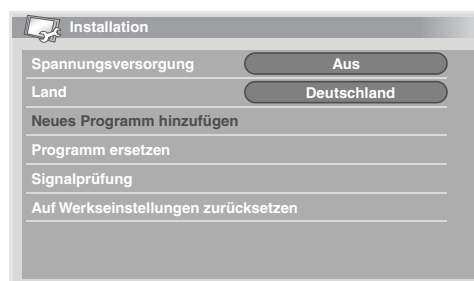 Installation
Spannungsversorgung Aus
Land Deutschland
Neues Programm hinzufügen
Programm ersetzen
Signalprüfung
Auf Werkseinstellungen zurücksetzen